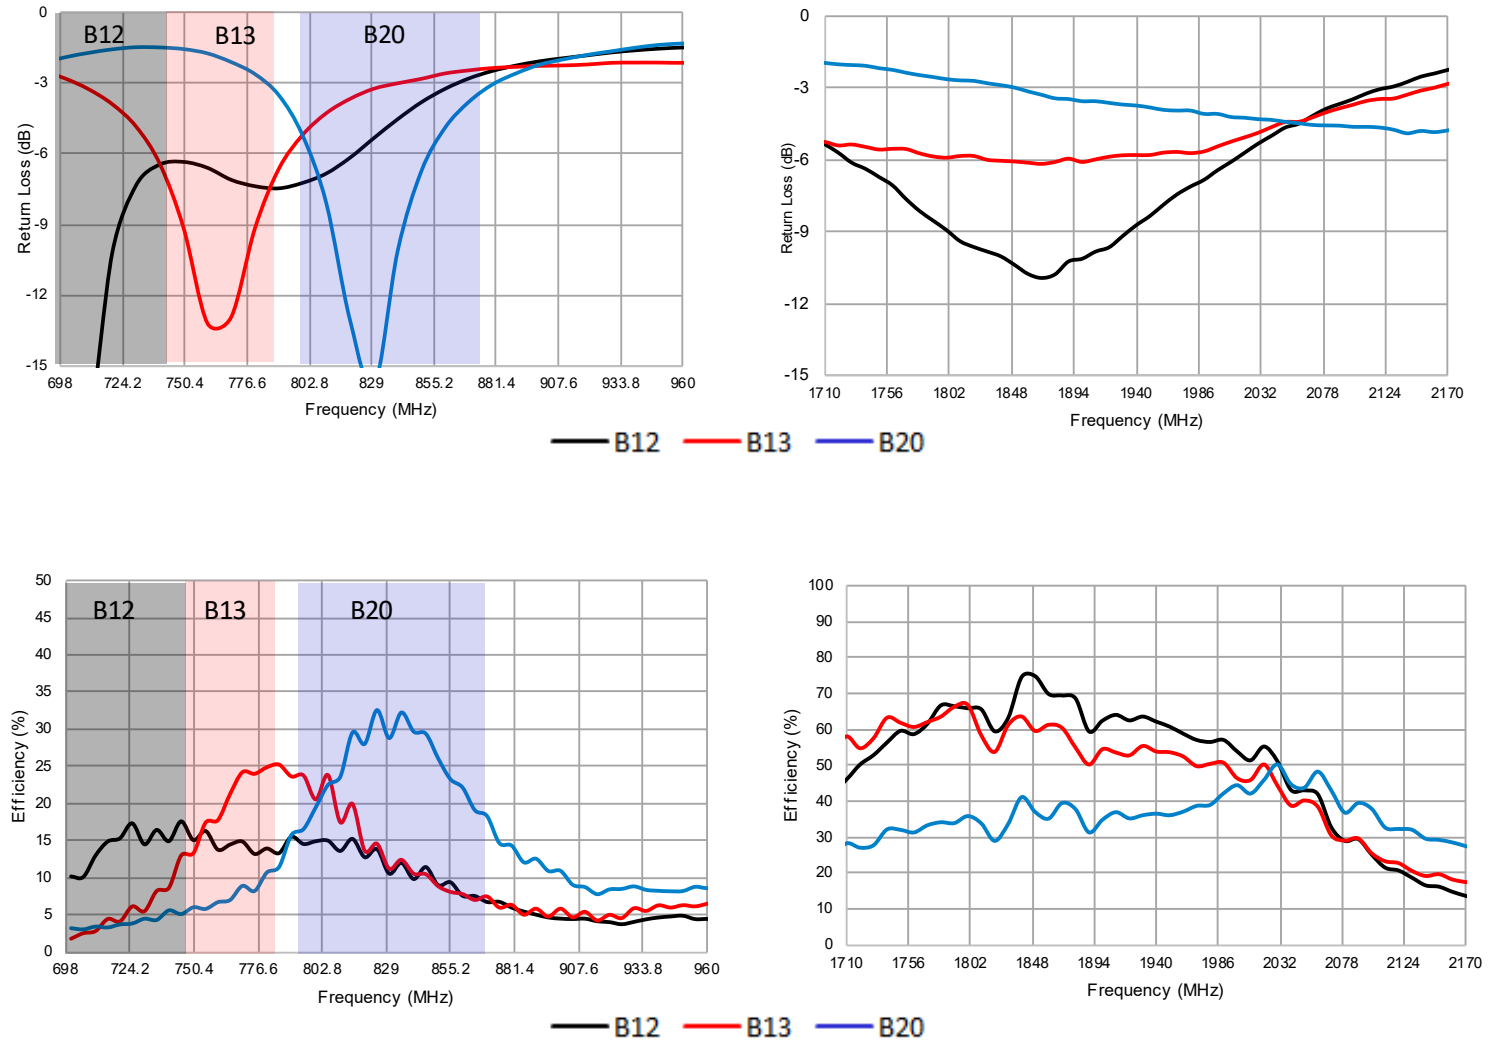 B12 B13 B20
Return Loss (dB)
0
-3
-6
-9
-12
-15
698 724.2 750.4 776.6 802.8 829 855.2 881.4 907.6 933.8 960
Frequency (MHz)
Return Loss (dB)
0
-3
-6
-9
-12
-15
1710 1756 1802 1848 1894 1940 1986 2032 2078 2124 2170
Frequency (MHz)
B12 B13 B20
B12 B13 B20
Efficiency (%)
50
45
40
35
30
25
20
15
10
5
0
698 724.2 750.4 776.6 802.8 829 855.2 881.4 907.6 933.8 960
Frequency (MHz)
Efficiency (%)
100
90
80
70
60
50
40
30
20
10
0
1710 1756 1802 1848 1894 1940 1986 2032 2078 2124 2170
Frequency (MHz)
B12 B13 B20